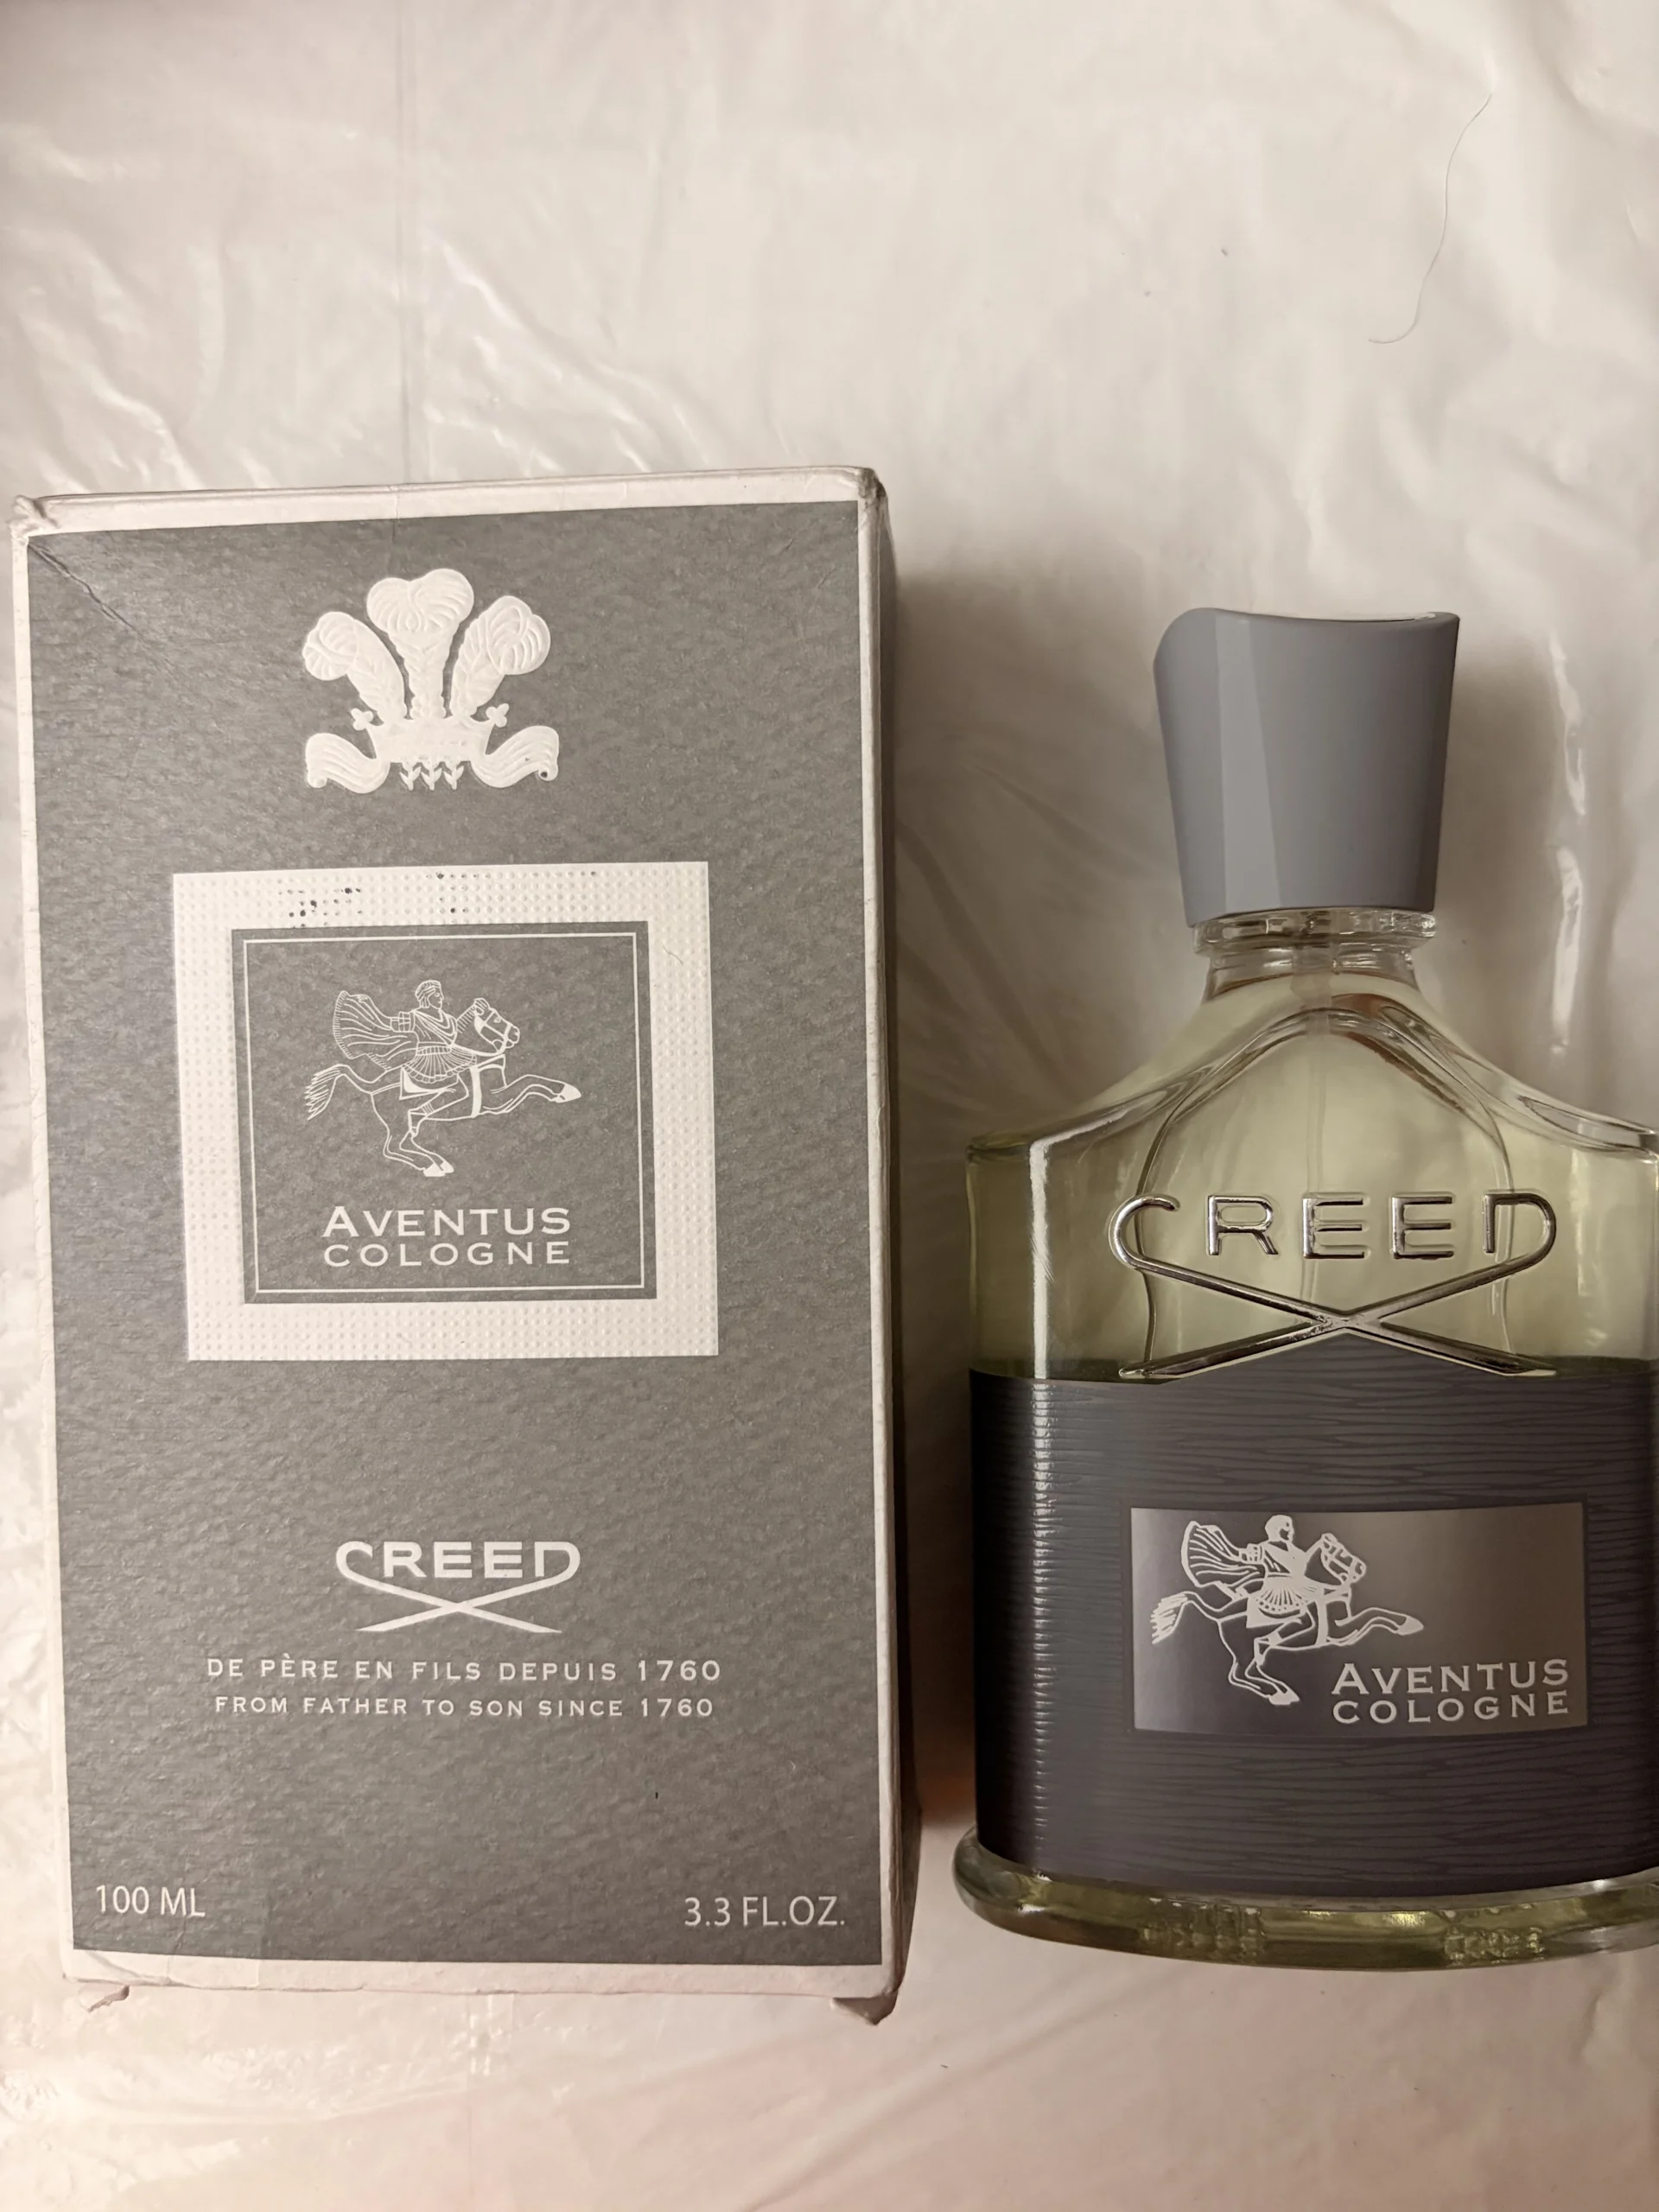 AVENTUS
COLOGNE
CREED
DE PÈRE EN FILS DEPUIS 1760
FROM FATHER TO SON SINCE 1760
100 ML
3.3 FL.OZ.
CREED
AVENTUS
COLOGNE